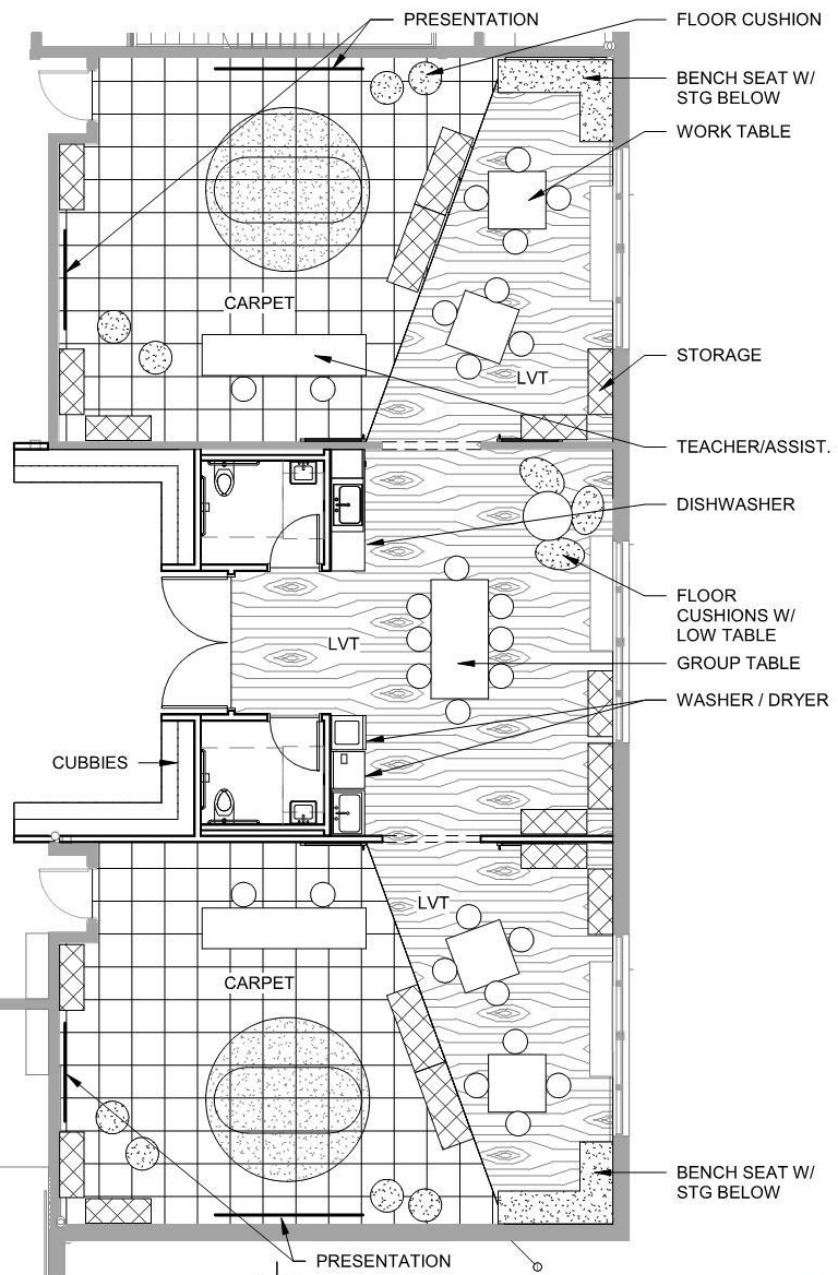 PRESENTATION
FLOOR CUSHION
BENCH SEAT W/
STG BELOW
WORK TABLE
CARPET
STORAGE
LVT
TEACHER/ASSIST.
DISHWASHER
FLOOR
CUSHIONS W/
LOW TABLE
LVT
GROUP TABLE
WASHER / DRYER
CUBBIES
LVT
CARPET
BENCH SEAT W/
STG BELOW
PRESENTATION